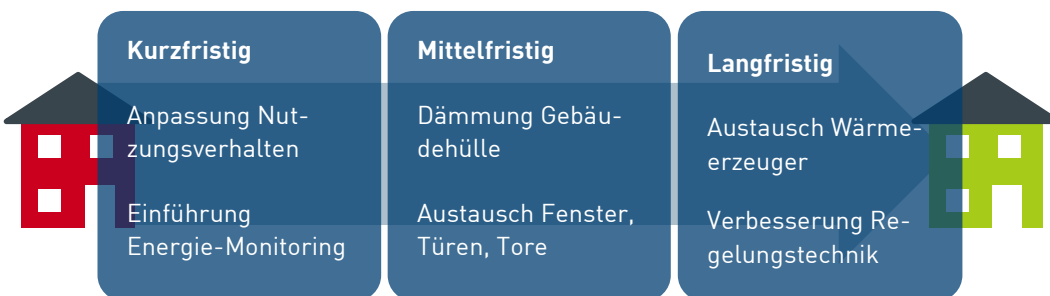 Kurzfristig
Anpassung Nut-
zungsverhalten
Einführung
Energie-Monitoring
Mittelfristig
Dämmung Gebäu-
dehülle
Austausch Fenster,
Türen, Tore
Langfristig
Austausch Wärme-
erzeuger
Verbesserung Re-
gelungstechnik